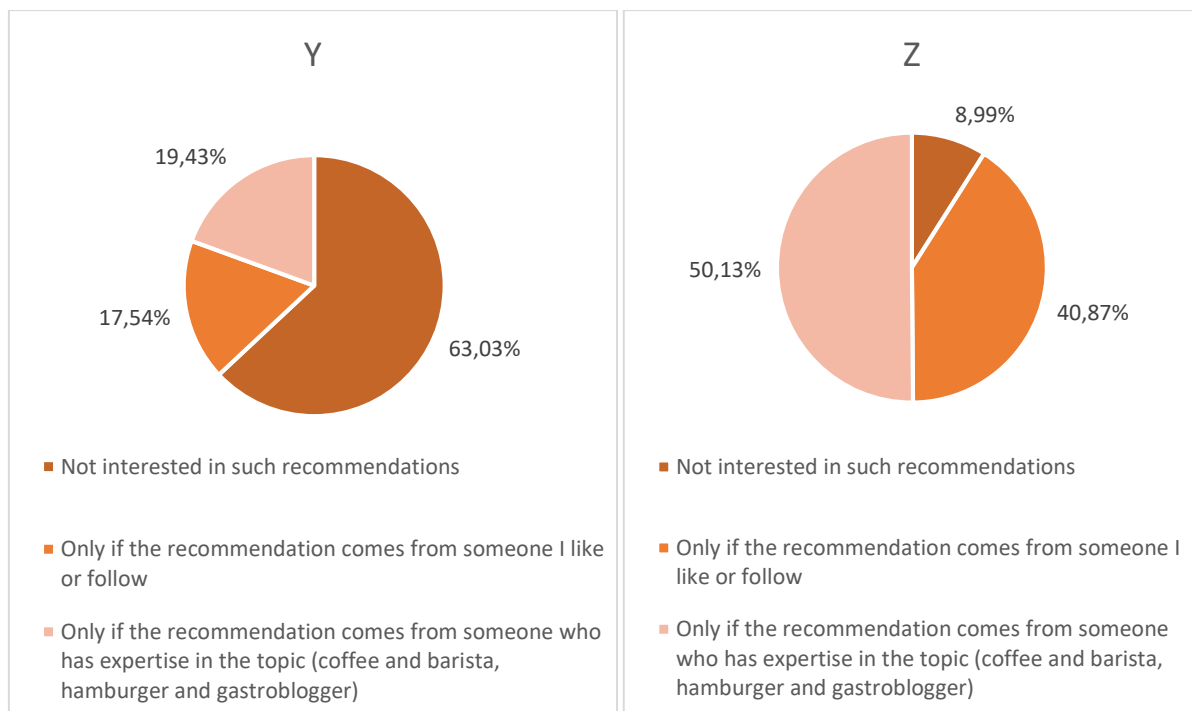 Y
19,43%
17,54%
63,03%
Not interested in such recommendations
Only if the recommendation comes from someone I like
or follow
Only if the recommendation comes from someone who
has expertise in the topic (coffee and barista,
hamburger and gastroblogger)
Z
8,99%
50,13%
40,87%
Not interested in such recommendations
Only if the recommendation comes from someone I
like or follow
Only if the recommendation comes from someone
who has expertise in the topic (coffee and barista,
hamburger and gastroblogger)